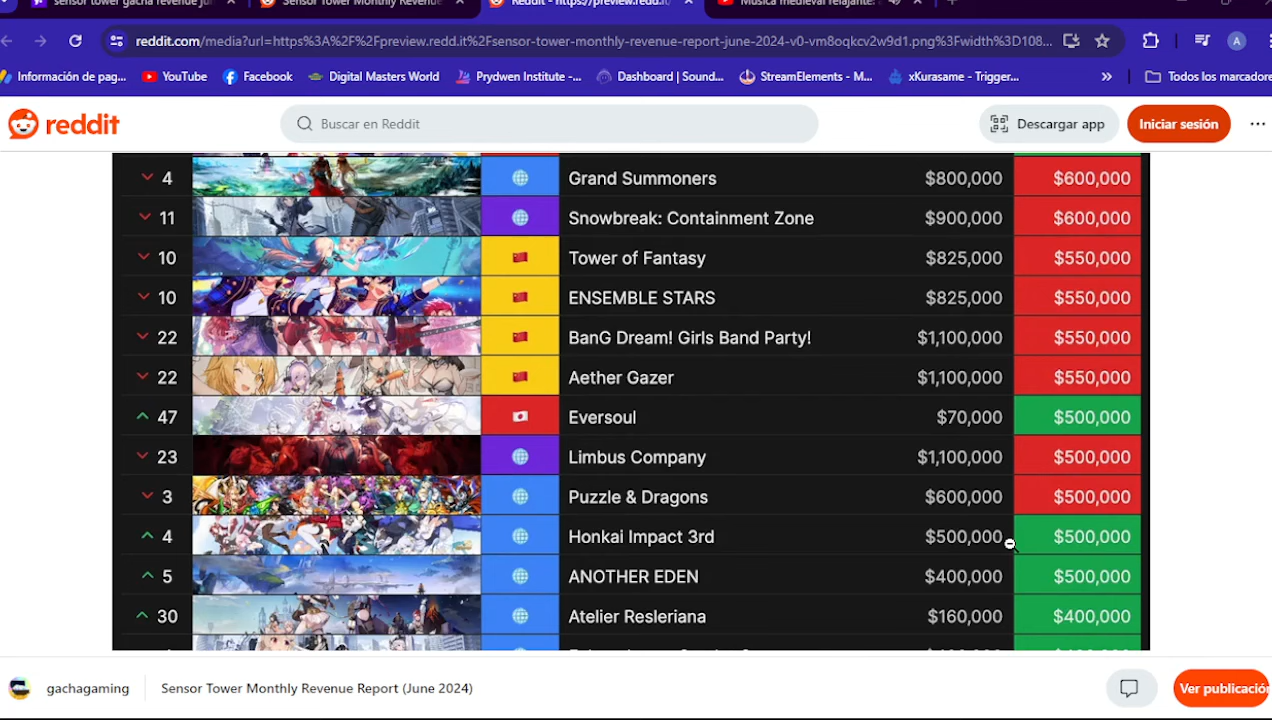 sensor tower gacha revenue ju
Sensor Tower Monthly Revenue
Reddit - https://preview.redd.it
Música medieval relajante:
reddit.com/media?url=https%3A%2F%2Fpreview.redd.it%2Fsensor-tower-monthly-revenue-report-june-2024-v0-vm8oqkcv2w9d1.png%3Fwidth%3D108...
A
Información de pag...
YouTube
Facebook
Digital Masters World
Prydwen Institute -...
Dashboard | Sound...
StreamElements - M...
xKurasame - Trigger...
Todos los marcadore
reddit
Buscar en Reddit
Descargar app
Iniciar sesión
4 Grand Summoners $800,000 $600,000
11 Snowbreak: Containment Zone $900,000 $600,000
10 Tower of Fantasy $825,000 $550,000
10 ENSEMBLE STARS $825,000 $550,000
22 BanG Dream! Girls Band Party! $1,100,000 $550,000
22 Aether Gazer $1,100,000 $550,000
47 Eversoul $70,000 $500,000
23 Limbus Company $1,100,000 $500,000
3 Puzzle & Dragons $600,000 $500,000
4 Honkai Impact 3rd $500,000 $500,000
5 ANOTHER EDEN $400,000 $500,000
30 Atelier Resleriana $160,000 $400,000
gachagaming
Sensor Tower Monthly Revenue Report (June 2024)
Ver publicación